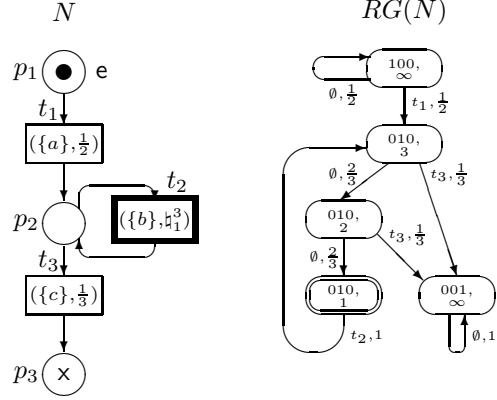 N
p₁ e
t₁
({a},½)
p₂
t₂
({b},♮₁³)
t₃
({c},⅓)
p₃ x
RG(N)
100,
∞
∅,½
t₁,½
010,
3
∅,⅔
t₃,⅓
010,
2
∅,⅔
t₃,⅓
010,
1
001,
∞
t₂,1
∅,1